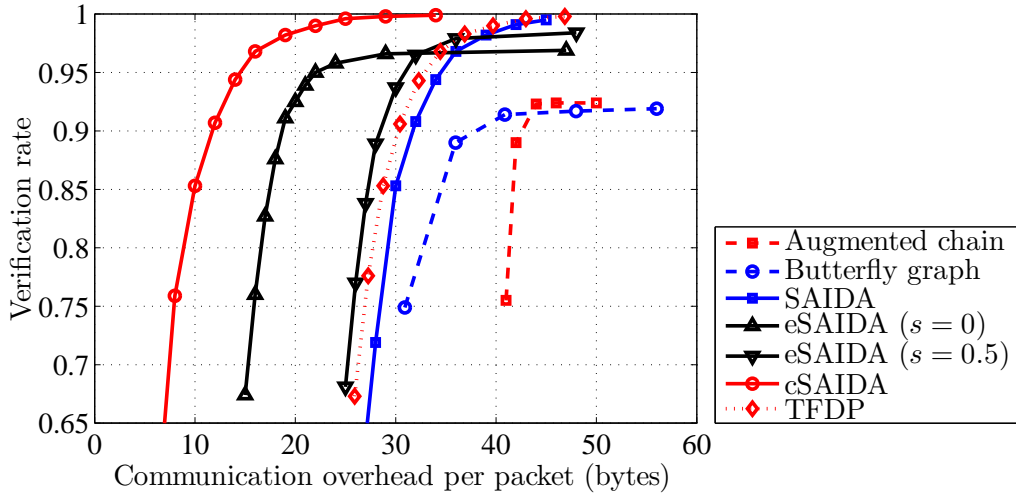 1
0.95
0.9
0.85
0.8
0.75
0.7
0.65
Verification rate
0
10
20
30
40
50
60
Communication overhead per packet (bytes)
Augmented chain
Butterfly graph
SAIDA
eSAIDA (s = 0)
eSAIDA (s = 0.5)
cSAIDA
TFDP